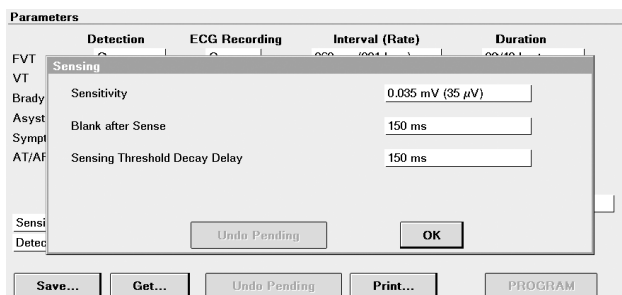 Parameters
Detection ECG Recording Interval (Rate) Duration
FVT
Sensing
VT
Sensitivity 0.035 mV (35 μV)
Brady
Blank after Sense 150 ms
Asyst
Sympt
AT/AF Sensing Threshold Decay Delay 150 ms
Sensi
Undo Pending OK
Detec
Save... Get... Undo Pending Print... PROGRAM